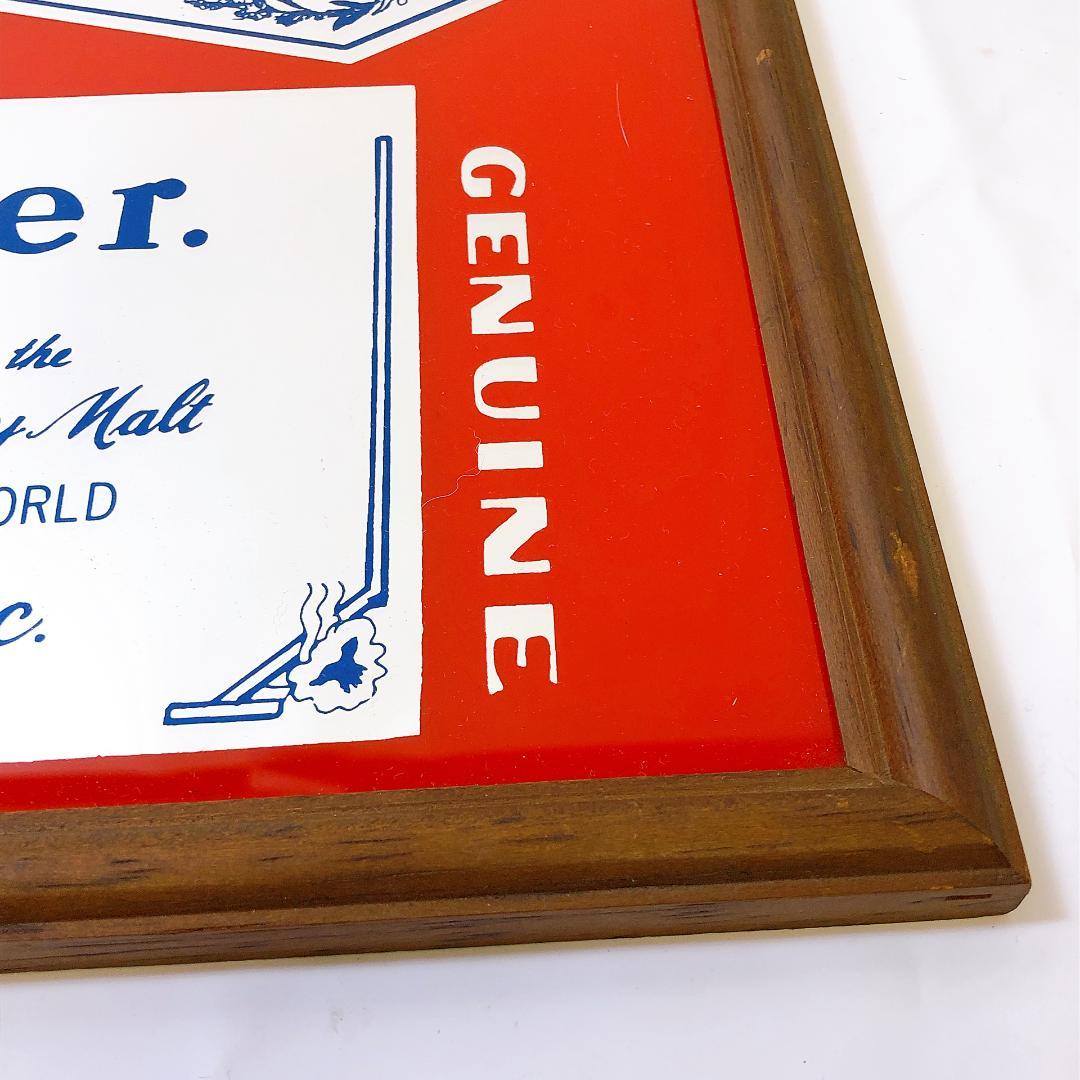 er.
the
y Malt
ORLD
c.
GENUINE